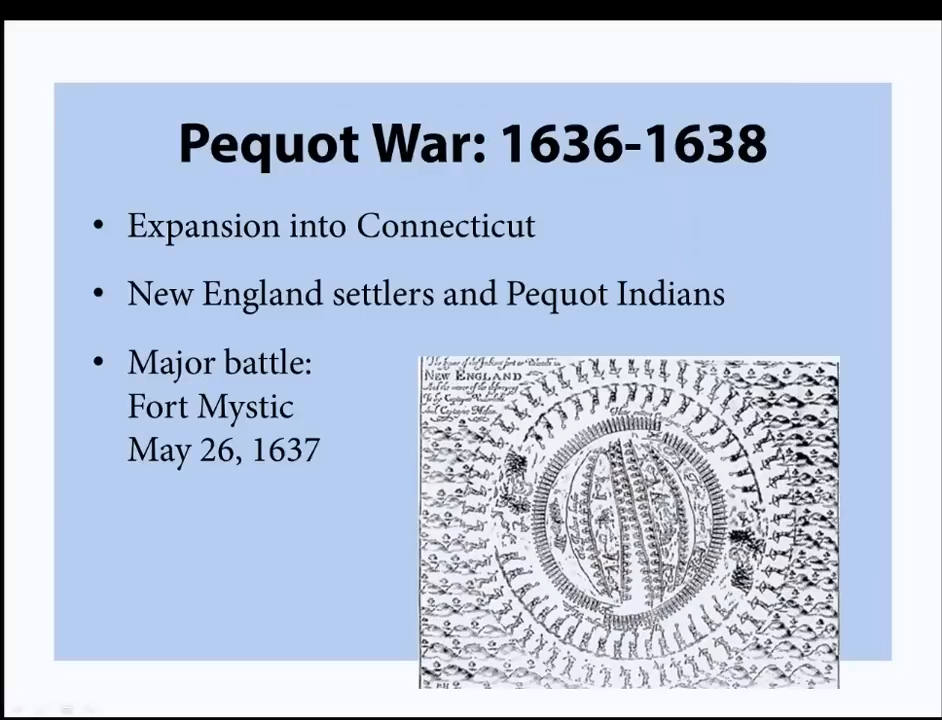 Pequot War: 1636-1638
• Expansion into Connecticut
• New England settlers and Pequot Indians
• Major battle:
Fort Mystic
May 26, 1637
NEW ENGLAND